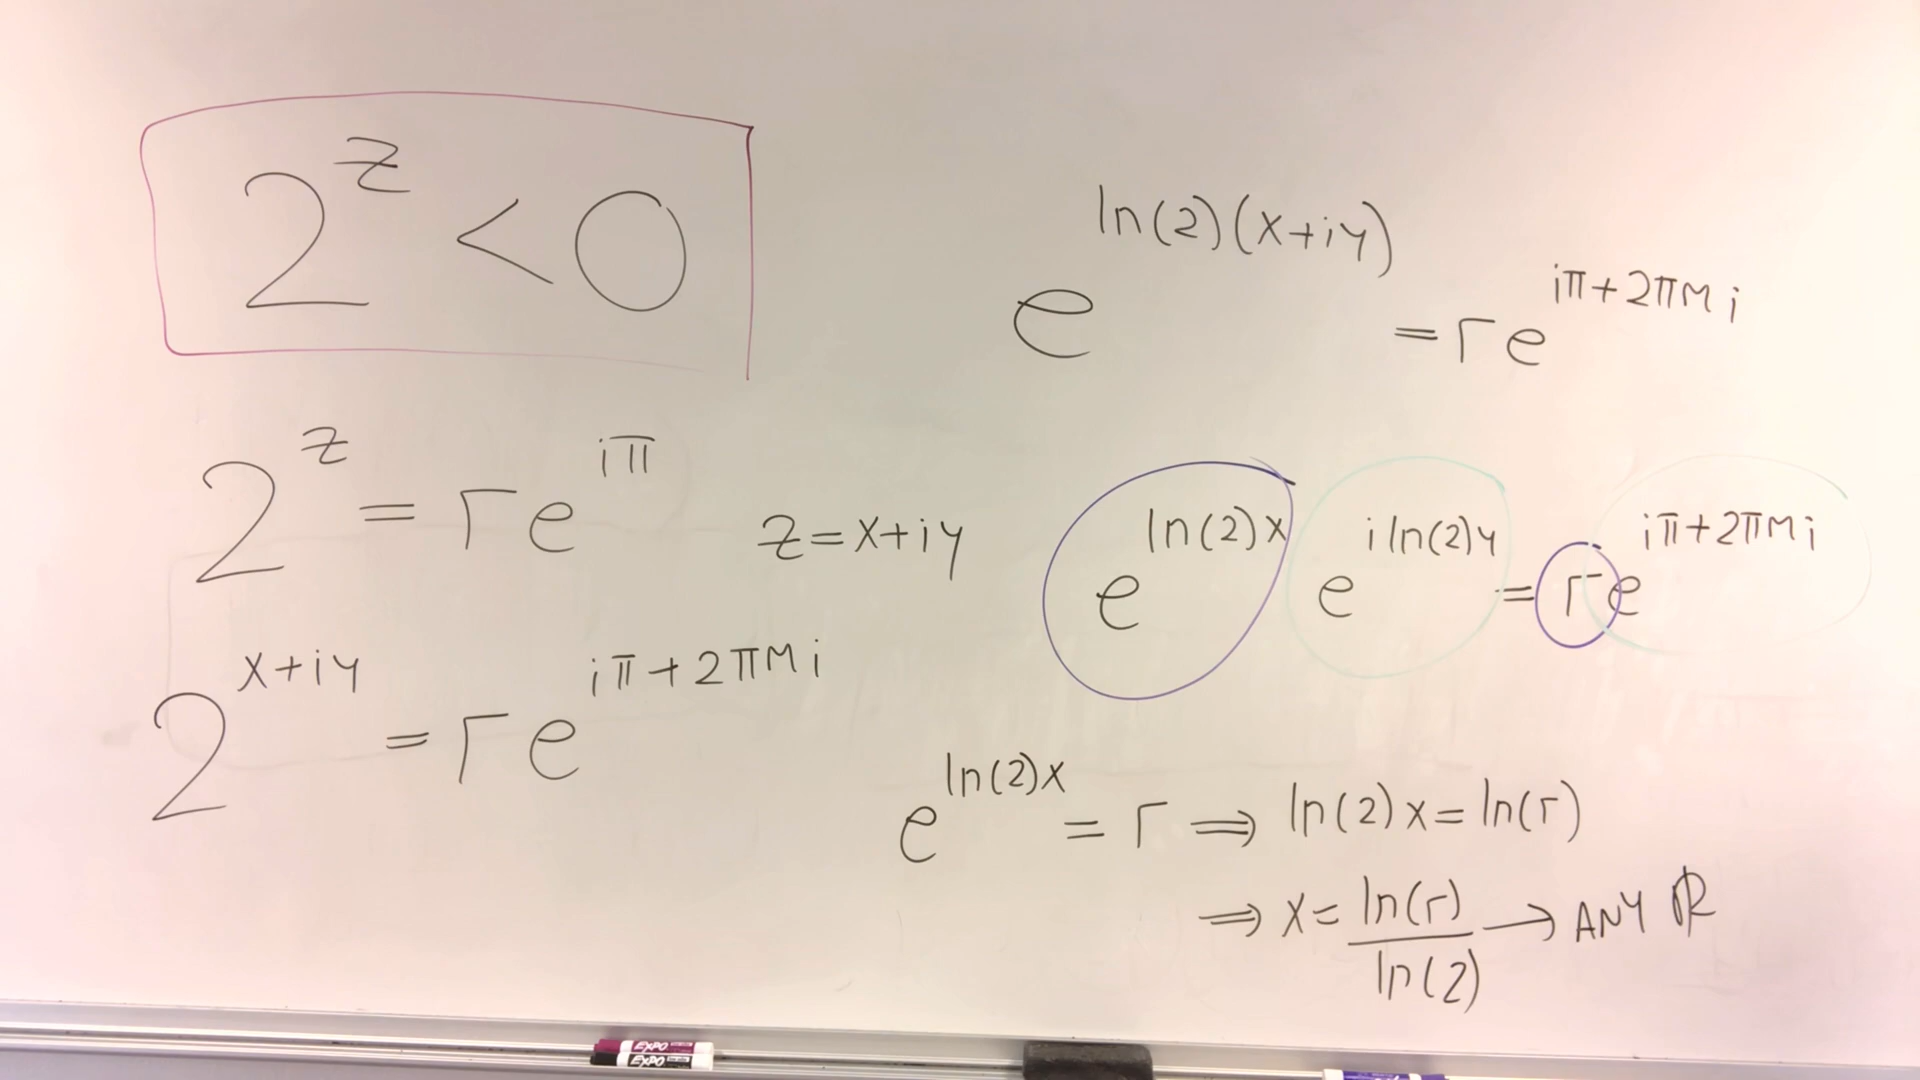 2^z < 0
2^z = re^{iπ}
z = x+iy
2^{x+iy} = re^{iπ+2πMi}
e^{ln(2)(x+iy)} = re^{iπ+2πMi}
e^{ln(2)x} e^{i ln(2)y} = re^{iπ+2πMi}
e^{ln(2)x} = r ⇒ ln(2)x = ln(r)
⇒ x = ln(r)/ln(2) → ANY ℝ
EXPO
EXPO